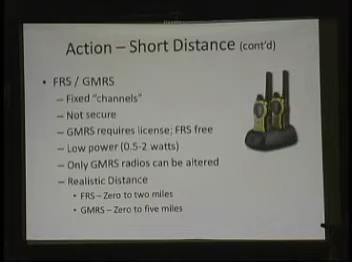 Action – Short Distance (cont'd)
• FRS / GMRS
– Fixed "channels"
– Not secure
– GMRS requires license; FRS free
– Low power (0.5-2 watts)
– Only GMRS radios can be altered
– Realistic Distance
• FRS – Zero to two miles
• GMRS – Zero to five miles